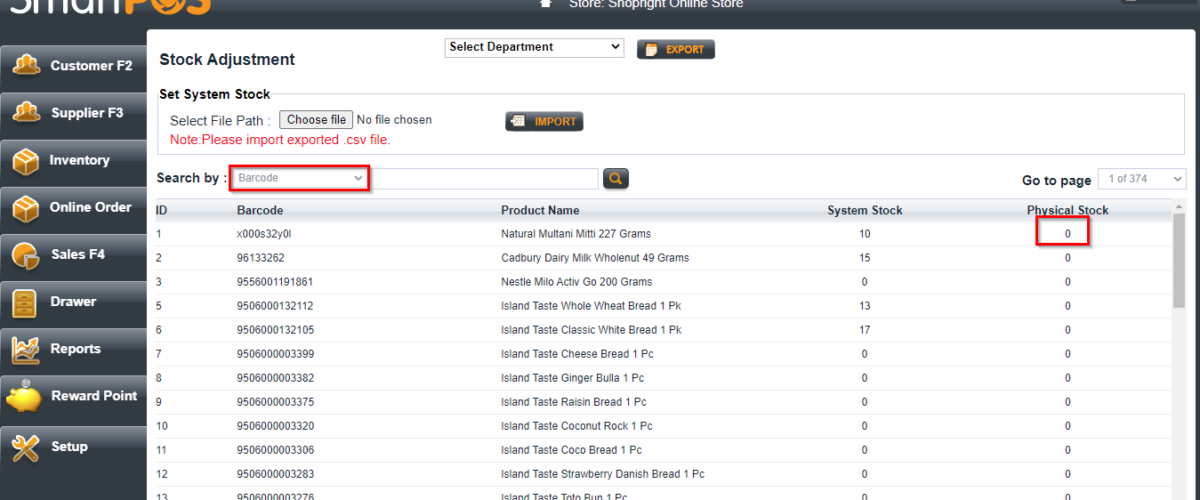 SmartPOS
Store: Shopright Online Store
Customer F2
Supplier F3
Inventory
Online Order
Sales F4
Drawer
Reports
Reward Point
Setup
Stock Adjustment
Select Department
EXPORT
Set System Stock
Select File Path : Choose file No file chosen
IMPORT
Note:Please import exported .csv file.
Search by : Barcode
Go to page 1 of 374
ID Barcode Product Name System Stock Physical Stock
1 x000s32y0l Natural Multani Mitti 227 Grams 10 0
2 96133262 Cadbury Dairy Milk Wholenut 49 Grams 15 0
3 9556001191861 Nestle Milo Activ Go 200 Grams 0 0
5 9506000132112 Island Taste Whole Wheat Bread 1 Pk 13 0
6 9506000132105 Island Taste Classic White Bread 1 Pk 17 0
7 9506000003399 Island Taste Cheese Bread 1 Pc 0 0
8 9506000003382 Island Taste Ginger Bulla 1 Pc 0 0
9 9506000003375 Island Taste Raisin Bread 1 Pc 0 0
10 9506000003320 Island Taste Coconut Rock 1 Pc 0 0
11 9506000003306 Island Taste Coco Bread 1 Pc 0 0
12 9506000003283 Island Taste Strawberry Danish Bread 1 Pc 0 0
13 9506000003276 Island Taste Toto Bun 1 Pc 0 0